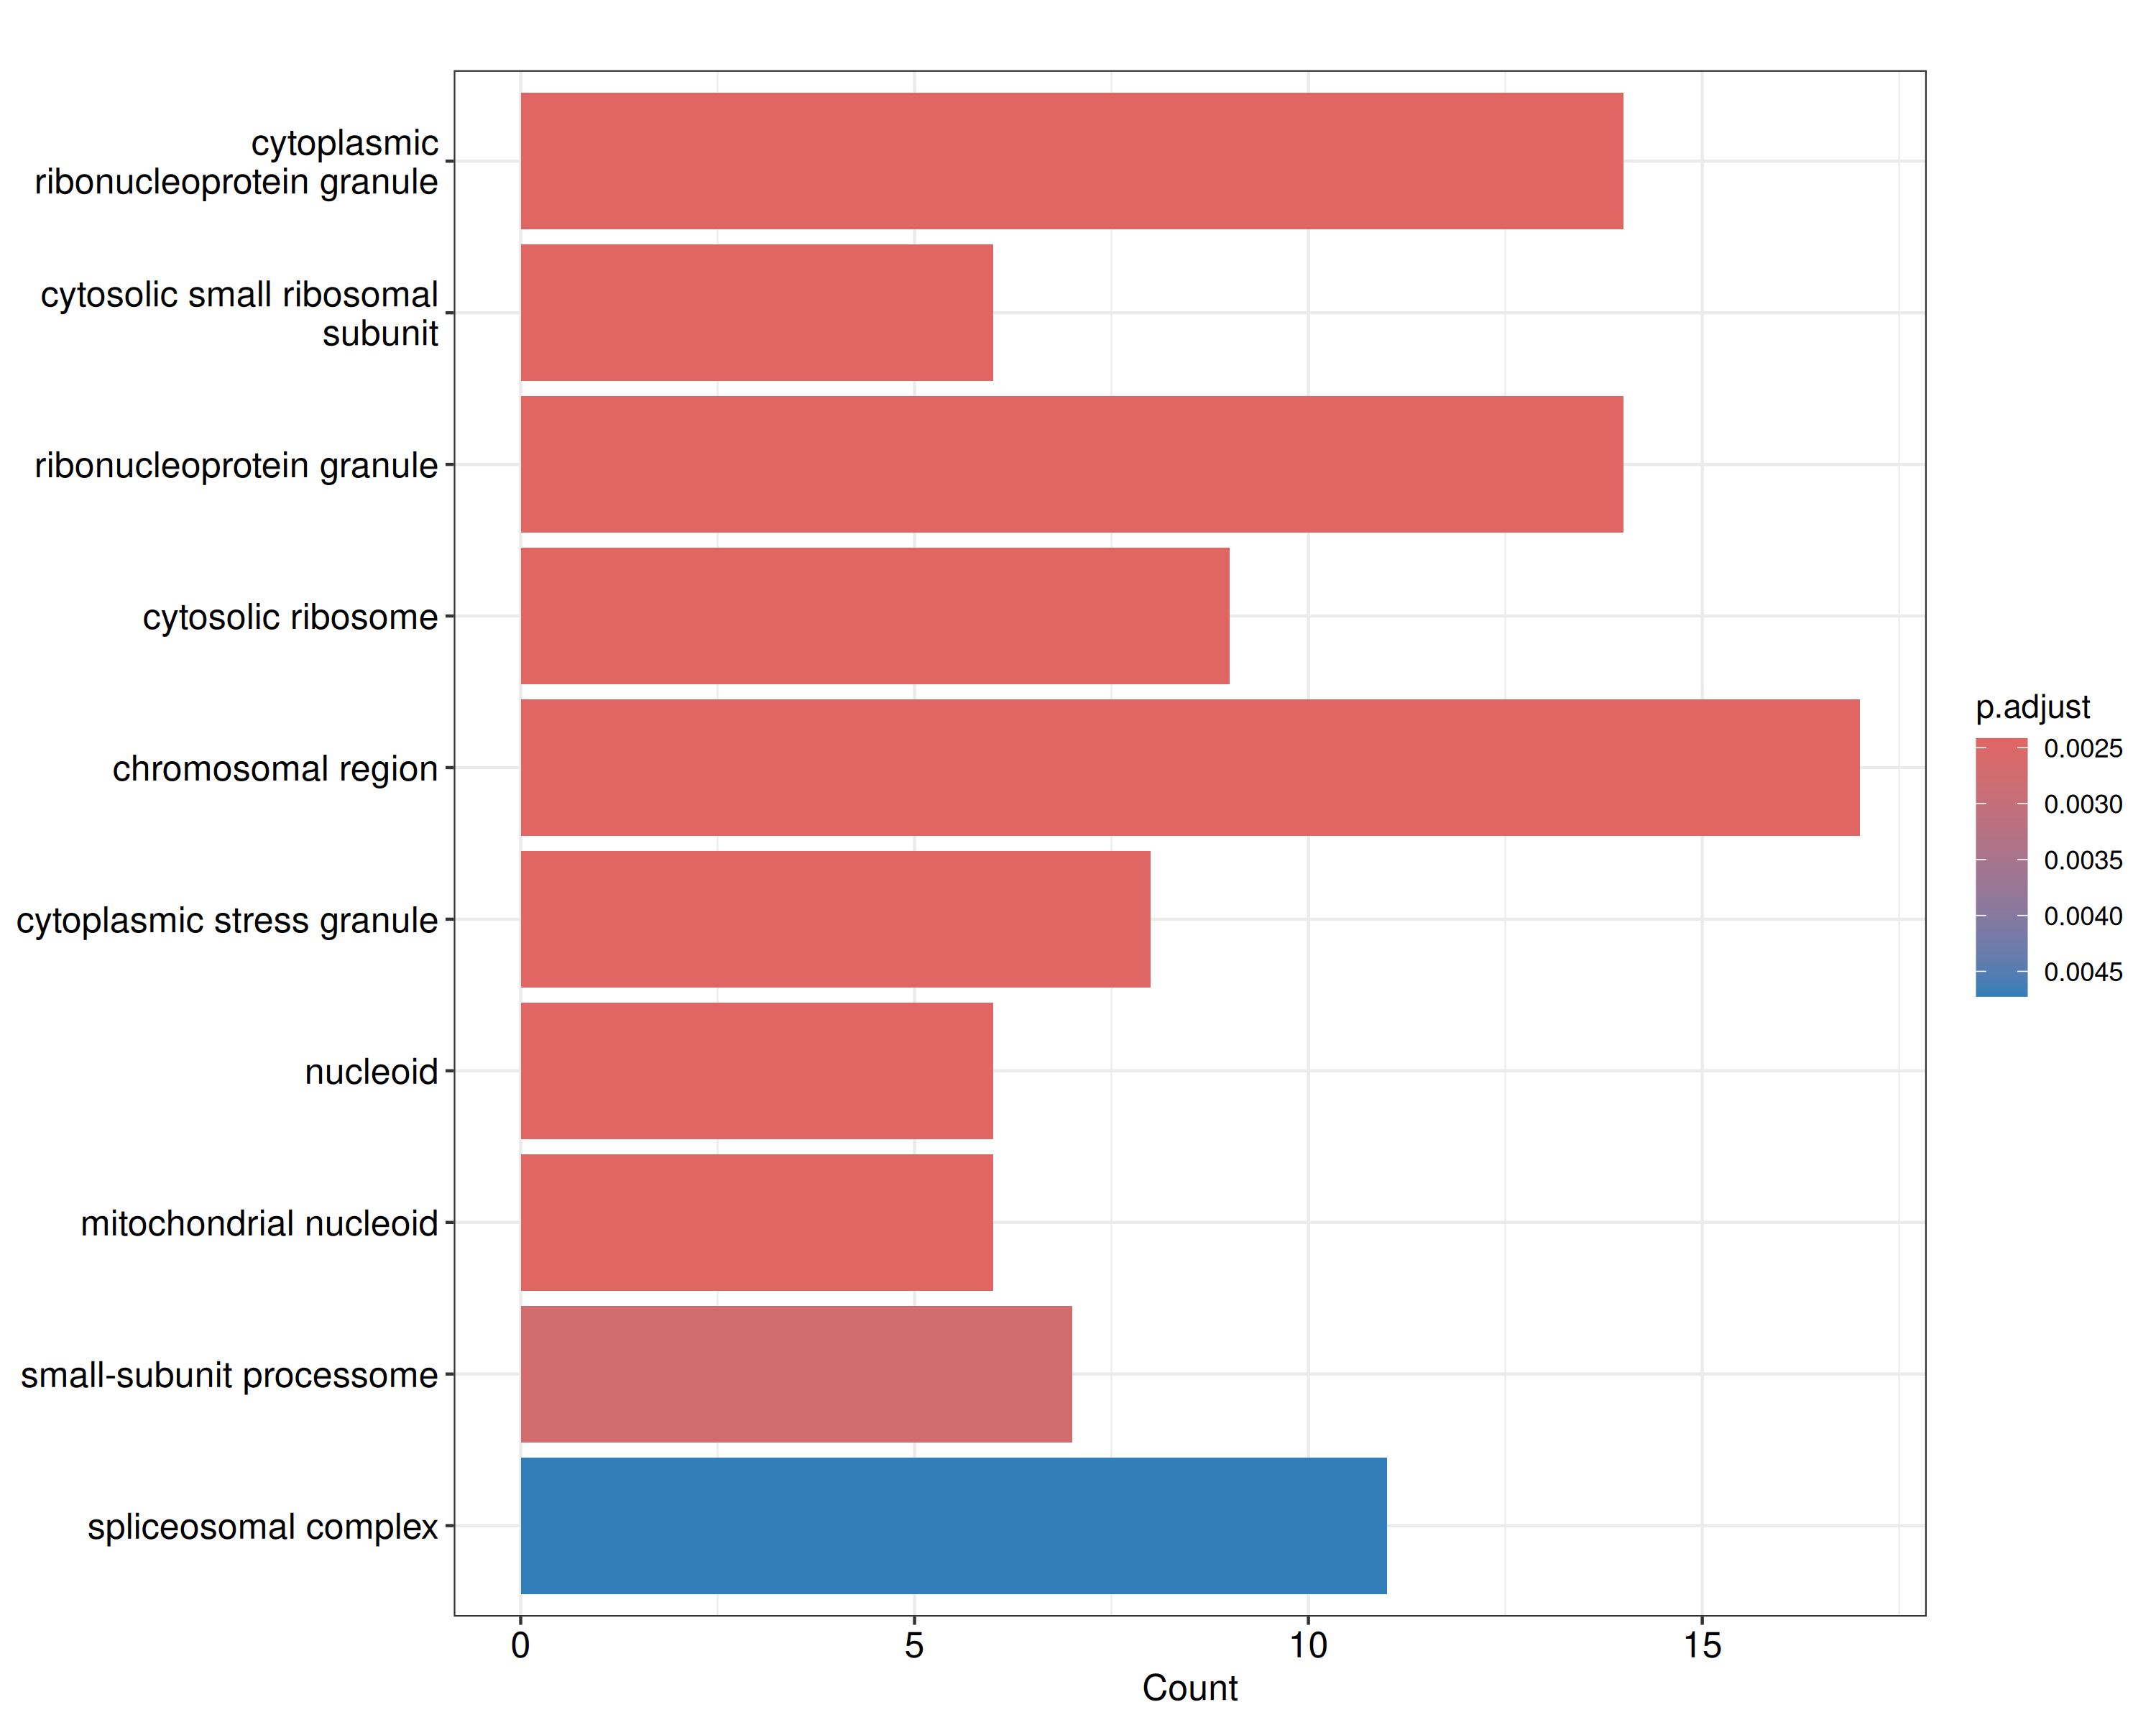 cytoplasmic
ribonucleoprotein granule
cytosolic small ribosomal
subunit
ribonucleoprotein granule
cytosolic ribosome
chromosomal region
cytoplasmic stress granule
nucleoid
mitochondrial nucleoid
small-subunit processome
spliceosomal complex
0 5 10 15
Count
p.adjust
0.0025
0.0030
0.0035
0.0040
0.0045